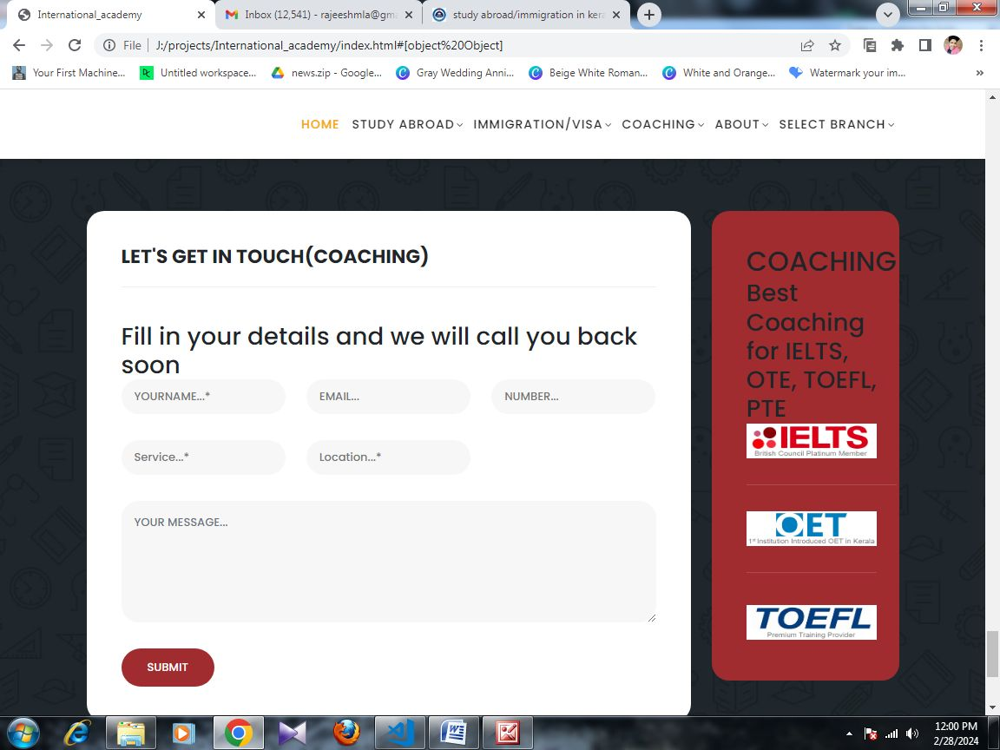 International_academy
Inbox (12,541) - rajeeshmla@gma
study abroad/immigration in kera
File
J:/projects/International_academy/index.html#[object%20Object]
Your First Machine...
Untitled workspace...
news.zip - Google...
Gray Wedding Anni...
Beige White Roman...
White and Orange...
Watermark your im...
»
HOME STUDY ABROAD IMMIGRATION/VISA COACHING ABOUT SELECT BRANCH
LET'S GET IN TOUCH(COACHING)
Fill in your details and we will call you back
soon
YOURNAME...* EMAIL... NUMBER...
Service...* Location...*
YOUR MESSAGE...
SUBMIT
COACHING
Best
Coaching
for IELTS,
OTE, TOEFL,
PTE
IELTS
British Council Platinum Member
OET
1st Institution Introduced OET in Kerala
TOEFL
Premium Training Provider
12:00 PM
2/28/2024